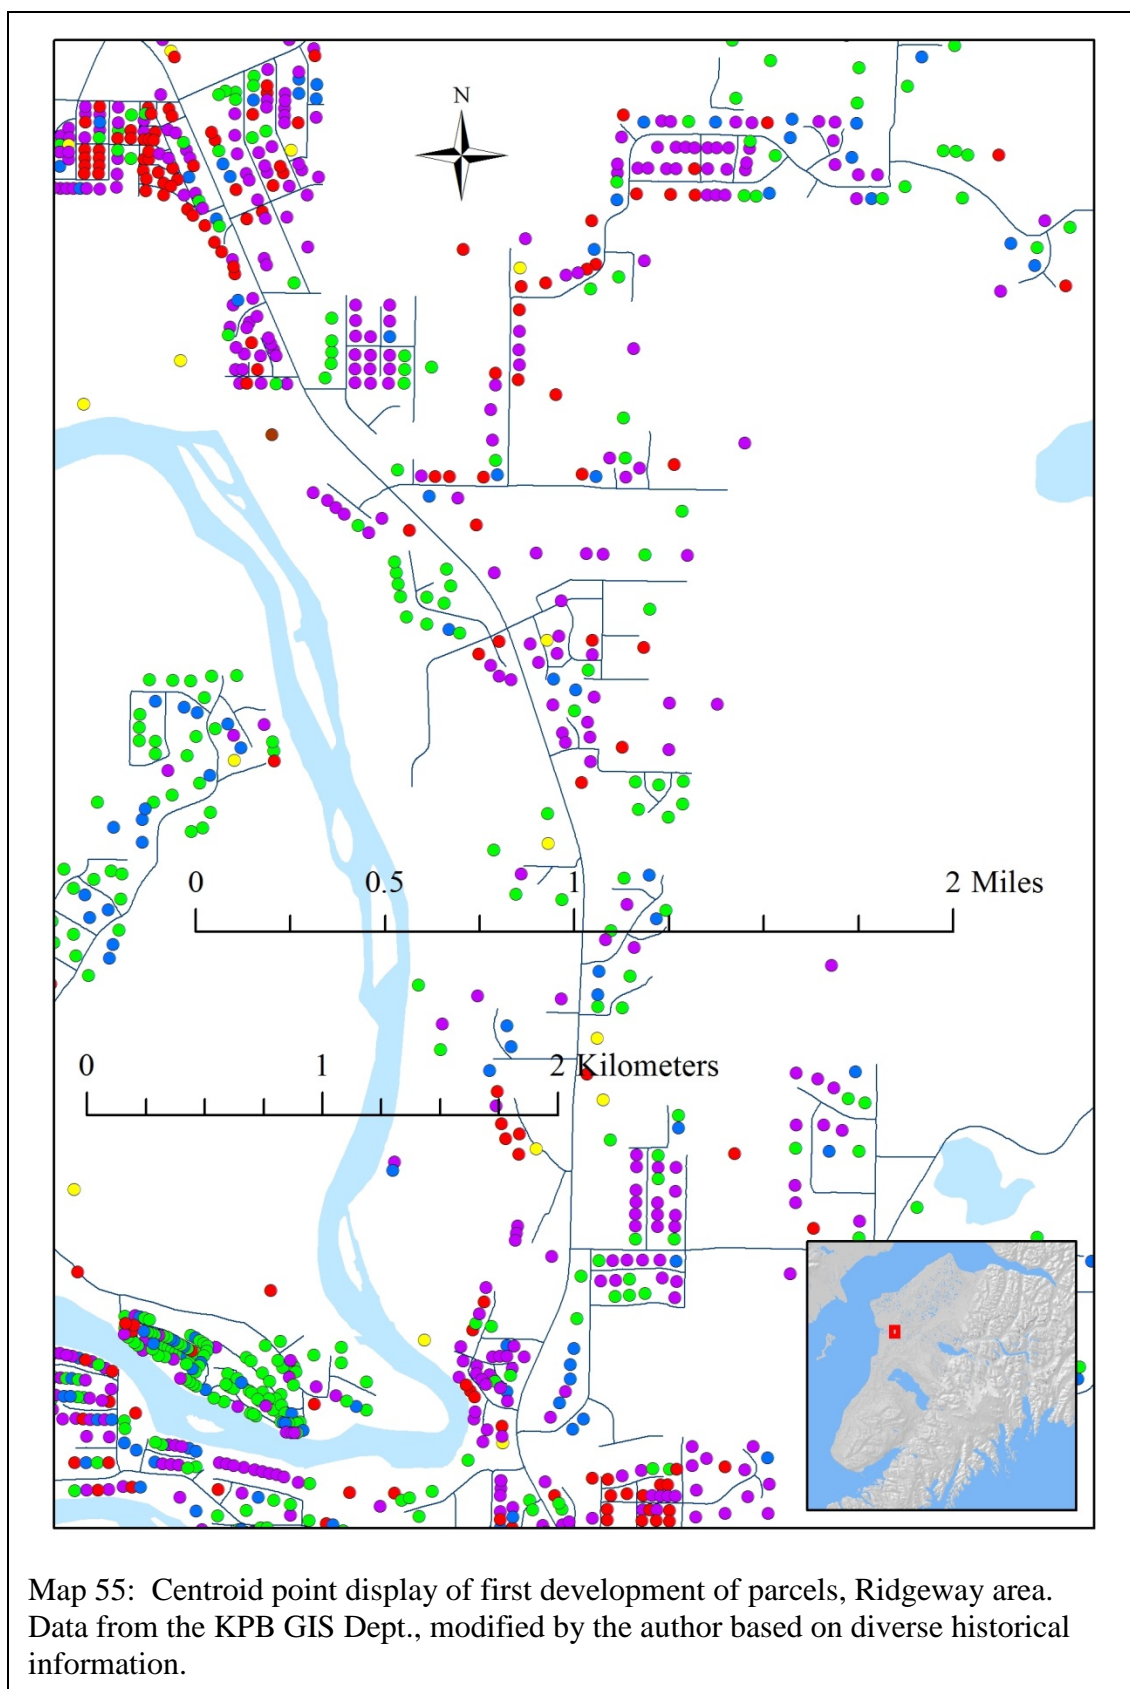 N
0 0.5 1 2 Miles
0 1 2 Kilometers
Map 55:  Centroid point display of first development of parcels, Ridgeway area.
Data from the KPB GIS Dept., modified by the author based on diverse historical
information.